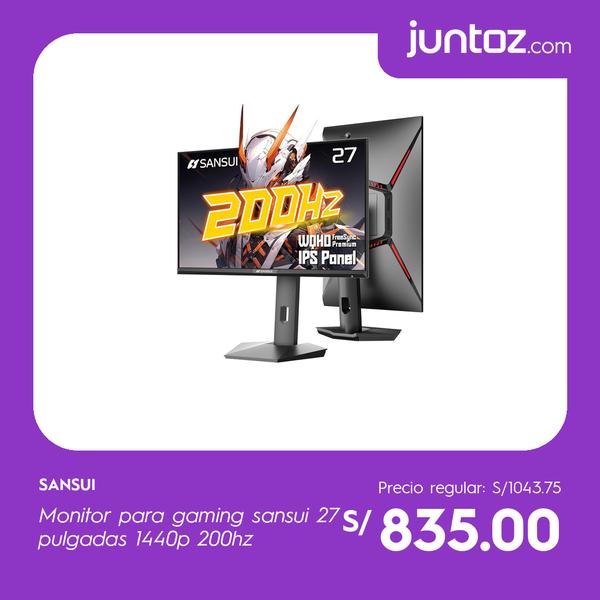 juntoz.com
SANSUI
27
200Hz
WQHD FreeSync Premium
IPS Panel
SANSUI
SANSUI
Monitor para gaming sansui 27
pulgadas 1440p 200hz
Precio regular: S/1043.75
S/ 835.00